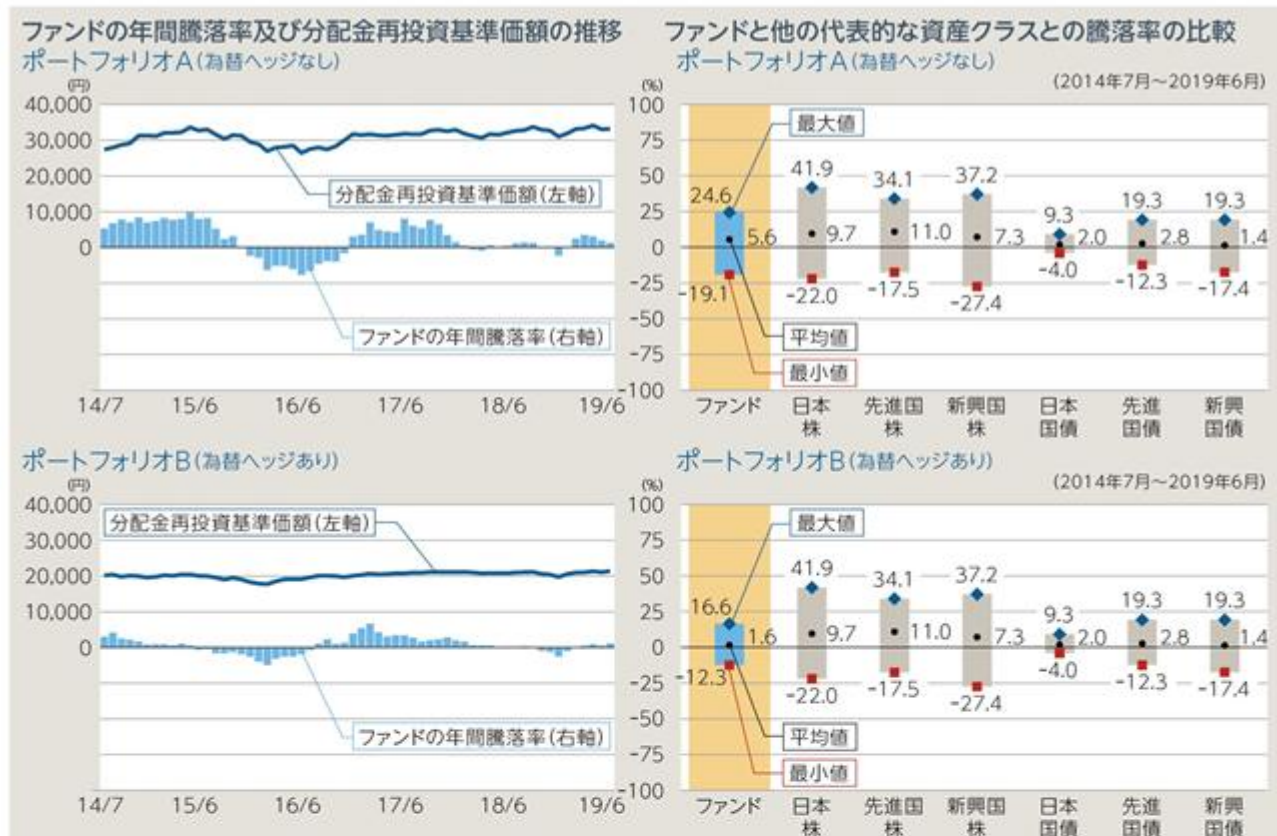 ファンドの年間騰落率及び分配金再投資基準価額の推移
ポートフォリオA(為替ヘッジなし)
(円)
40,000
30,000
20,000
10,000
0
分配金再投資基準価額(左軸)
ファンドの年間騰落率(右軸)
(%)
100
75
50
25
0
-25
-50
-75
-100
14/7 15/6 16/6 17/6 18/6 19/6
ファンドと他の代表的な資産クラスとの騰落率の比較
ポートフォリオA(為替ヘッジなし)
(2014年7月~2019年6月)
最大値
平均値
最小値
24.6 41.9 34.1 37.2 9.3 19.3 19.3
5.6 9.7 11.0 7.3 2.0 2.8 1.4
-19.1 -22.0 -17.5 -27.4 -4.0 -12.3 -17.4
ファンド 日本 先進国 新興国 日本 先進 新興
株 株 株 国債 国債 国債
ポートフォリオB(為替ヘッジあり)
(円)
40,000
30,000
20,000
10,000
0
分配金再投資基準価額(左軸)
ファンドの年間騰落率(右軸)
(%)
100
75
50
25
0
-25
-50
-75
-100
14/7 15/6 16/6 17/6 18/6 19/6
ポートフォリオB(為替ヘッジあり)
(2014年7月~2019年6月)
最大値
平均値
最小値
16.6 41.9 34.1 37.2 9.3 19.3 19.3
1.6 9.7 11.0 7.3 2.0 2.8 1.4
-12.3 -22.0 -17.5 -27.4 -4.0 -12.3 -17.4
ファンド 日本 先進国 新興国 日本 先進 新興
株 株 株 国債 国債 国債